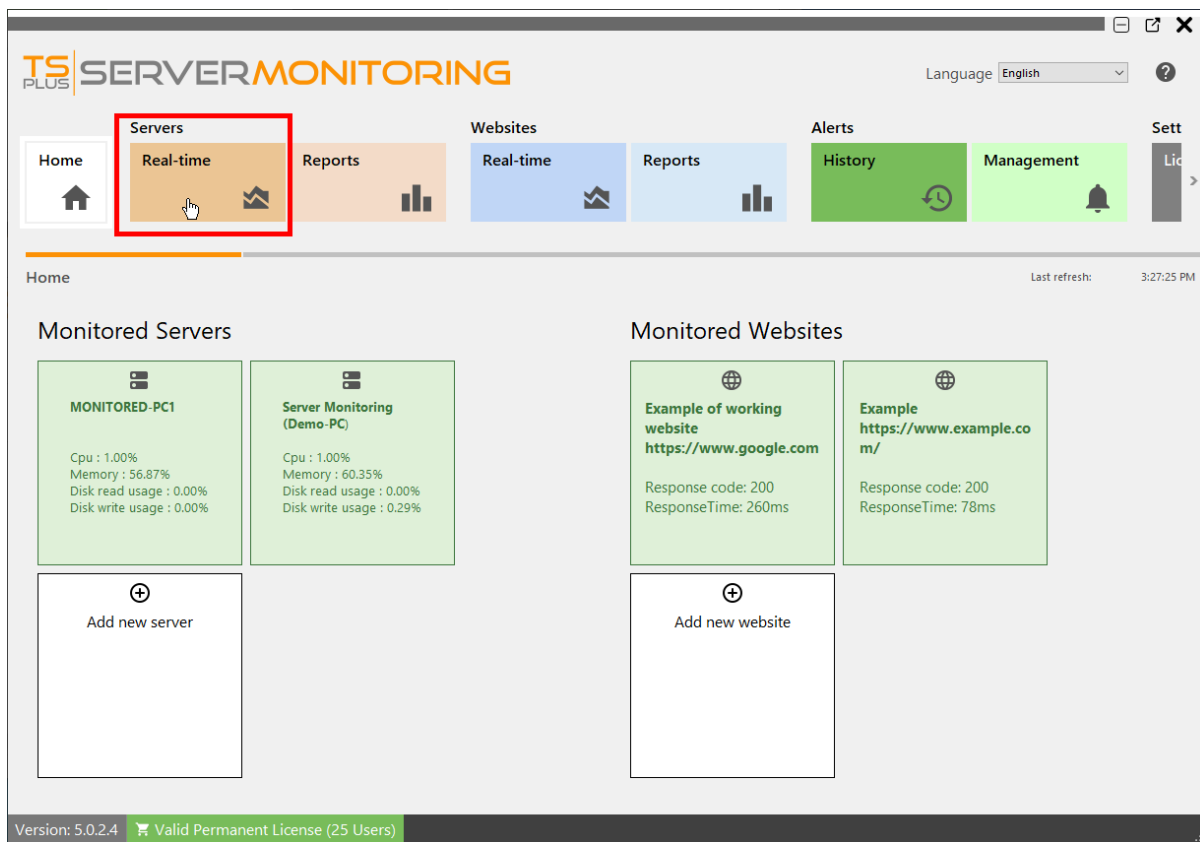 TS PLUS SERVER MONITORING
Language English
Servers
Websites
Alerts
Sett
Home
Real-time
Reports
Real-time
Reports
History
Management
Lic
Home
Last refresh: 3:27:25 PM
Monitored Servers
Monitored Websites
MONITORED-PC1
Cpu : 1.00%
Memory : 56.87%
Disk read usage : 0.00%
Disk write usage : 0.00%
Server Monitoring
(Demo-PC)
Cpu : 1.00%
Memory : 60.35%
Disk read usage : 0.00%
Disk write usage : 0.29%
Example of working
website
https://www.google.com
Response code: 200
ResponseTime: 260ms
Example
https://www.example.co
m/
Response code: 200
ResponseTime: 78ms
Add new server
Add new website
Version: 5.0.2.4
Valid Permanent License (25 Users)